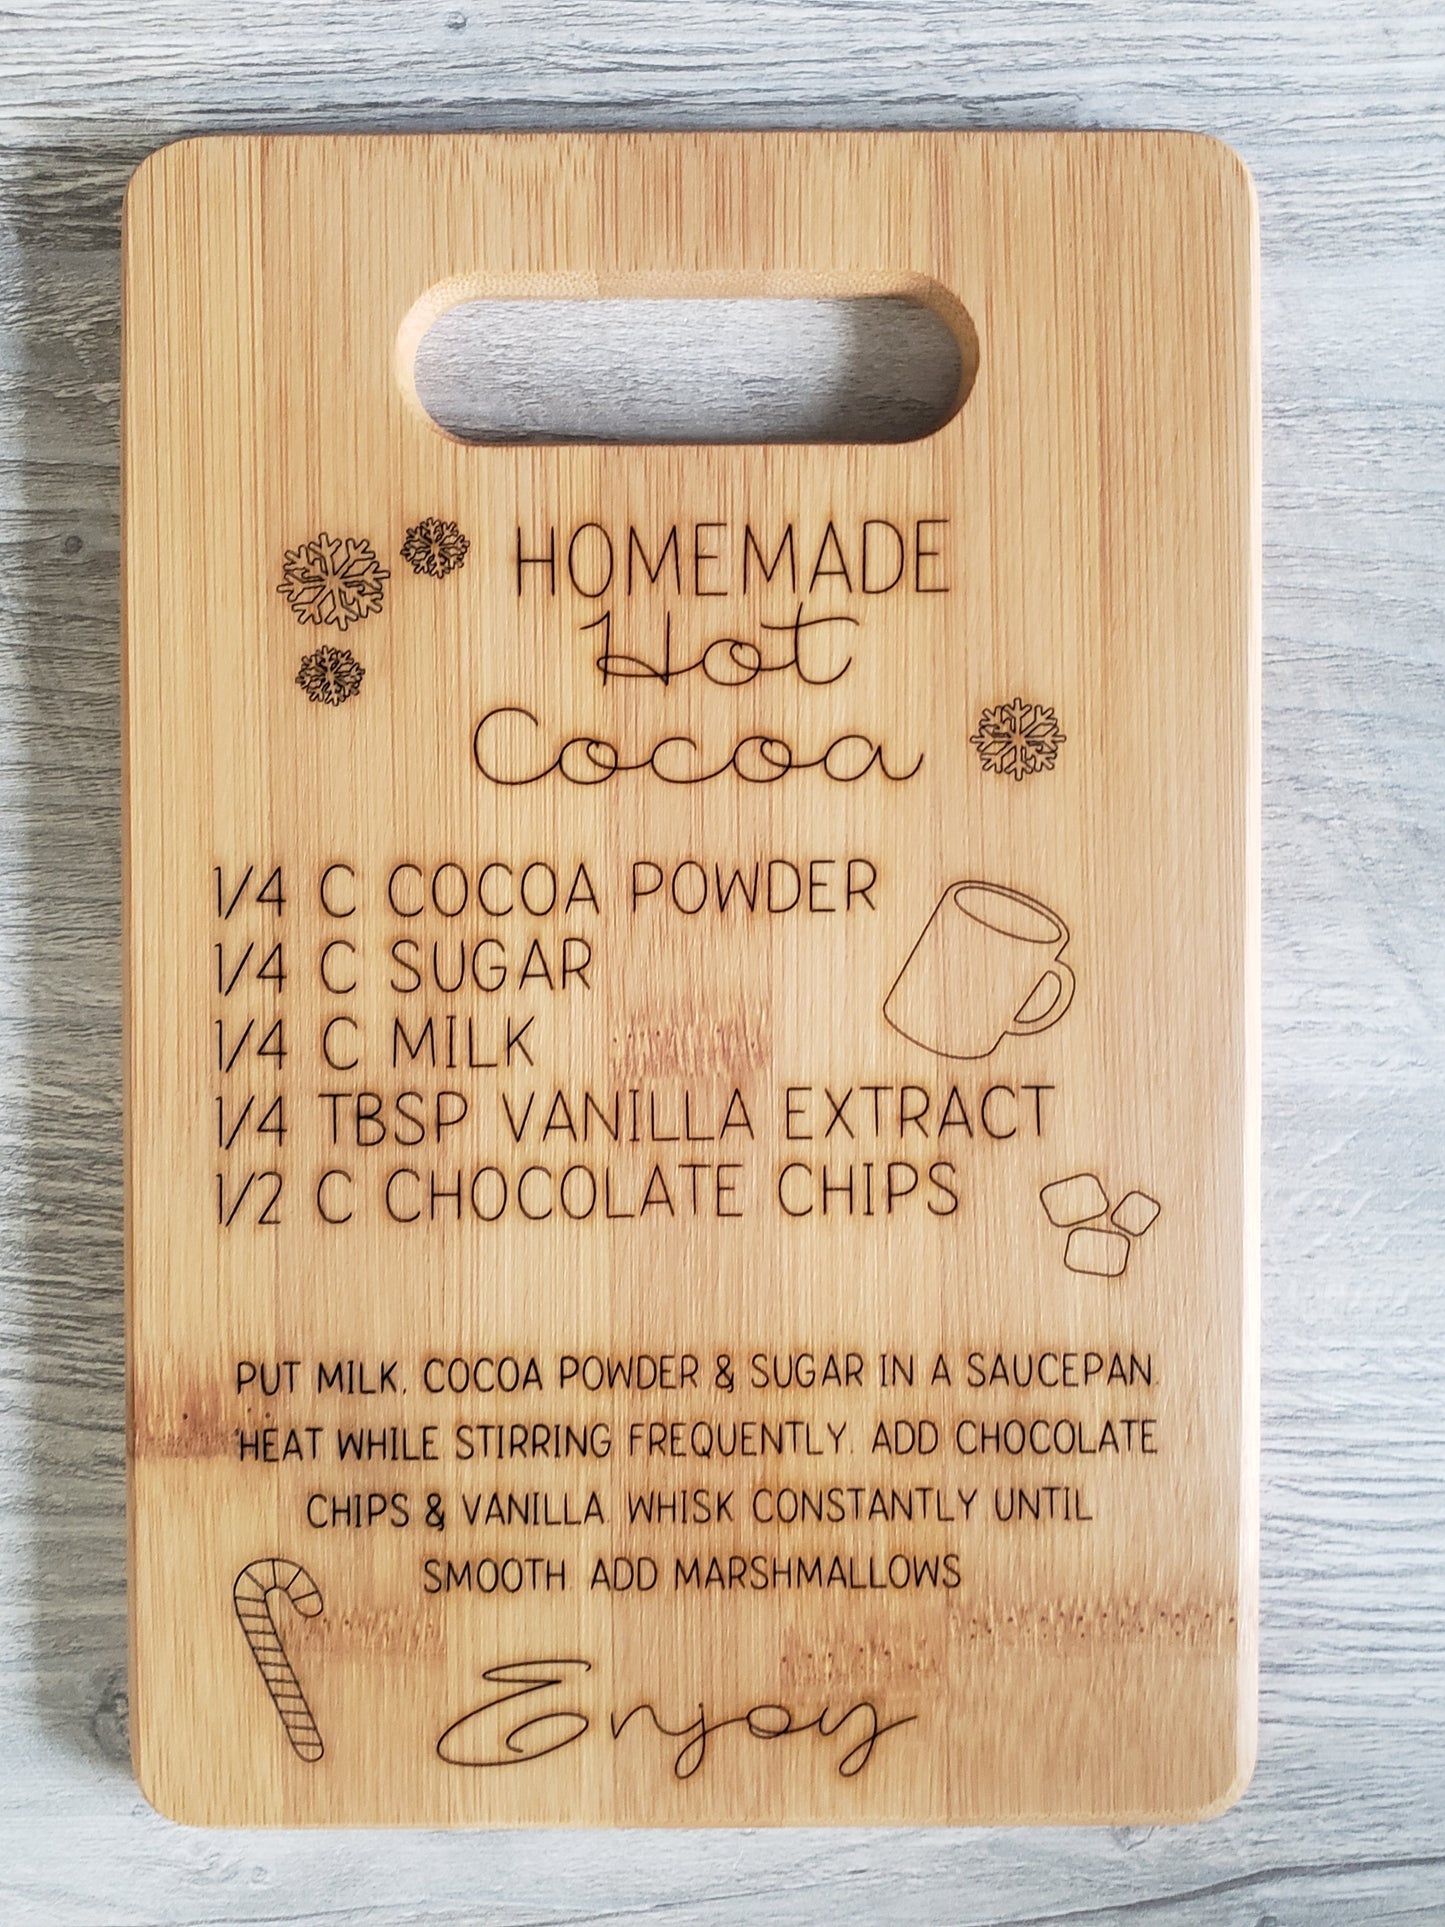 HOMEMADE
Hot
Cocoa
1/4 C COCOA POWDER
1/4 C SUGAR
1/4 C MILK
1/4 TBSP VANILLA EXTRACT
1/2 C CHOCOLATE CHIPS
PUT MILK, COCOA POWDER & SUGAR IN A SAUCEPAN.
HEAT WHILE STIRRING FREQUENTLY. ADD CHOCOLATE
CHIPS & VANILLA. WHISK CONSTANTLY UNTIL
SMOOTH. ADD MARSHMALLOWS
Enjoy